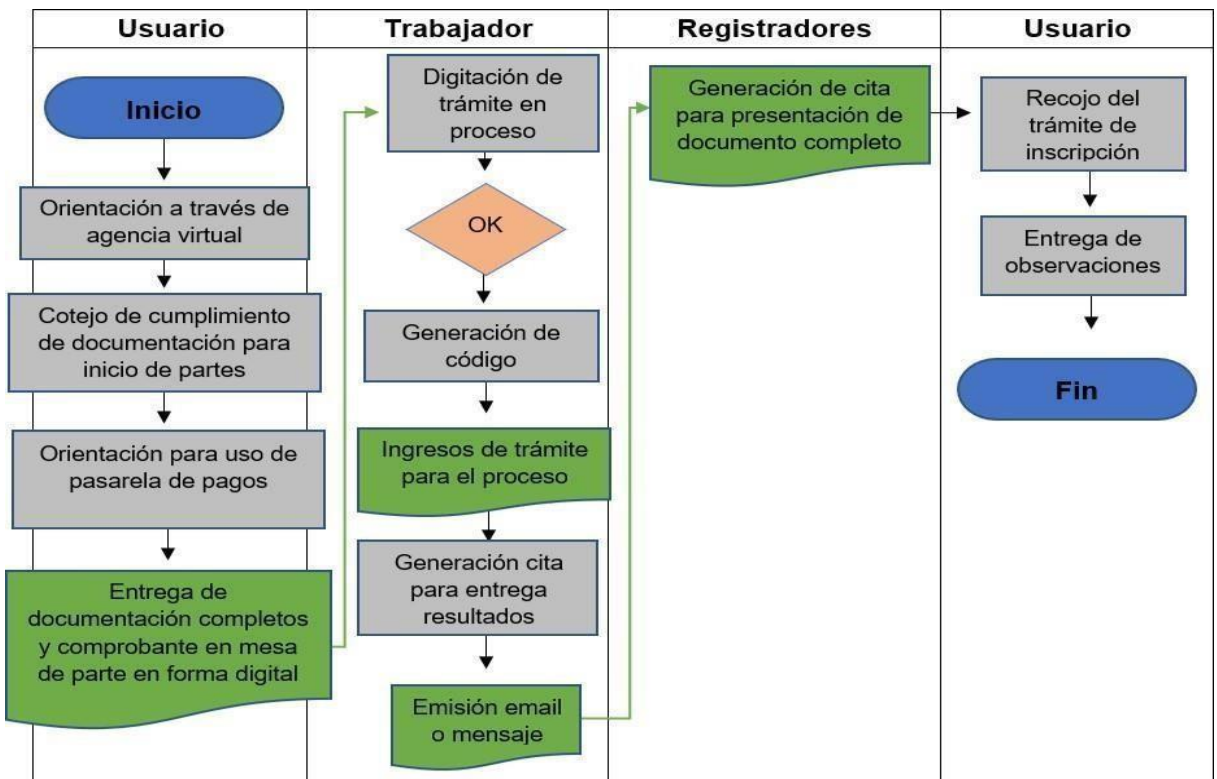 Usuario
Trabajador
Registradores
Usuario
Inicio
Orientación a través de
agencia virtual
Cotejo de cumplimiento
de documentación para
inicio de partes
Orientación para uso de
pasarela de pagos
Entrega de
documentación completos
y comprobante en mesa
de parte en forma digital
Digitación de
trámite en
proceso
OK
Generación de
código
Ingresos de trámite
para el proceso
Generación cita
para entrega
resultados
Emisión email
o mensaje
Generación de cita
para presentación de
documento completo
Recojo del
trámite de
inscripción
Entrega de
observaciones
Fin